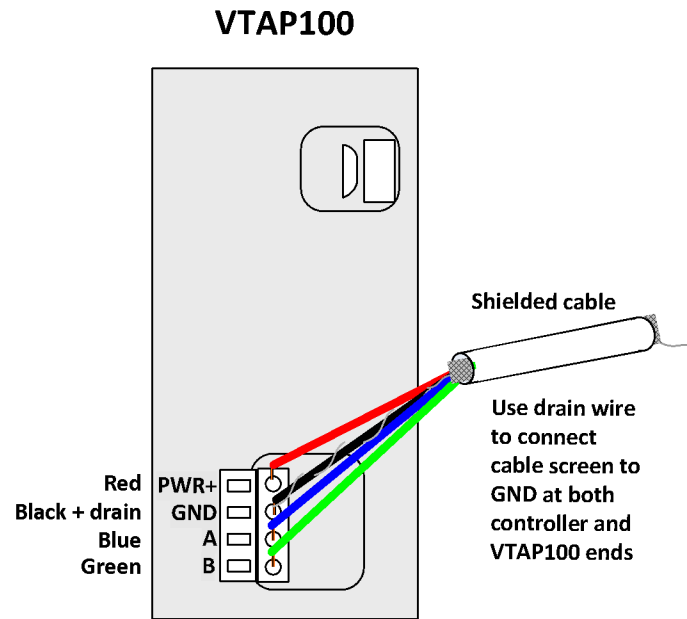 VTAP100
Shielded cable
Use drain wire
to connect
cable screen to
GND at both
controller and
VTAP100 ends
Red PWR+
Black + drain GND
Blue A
Green B